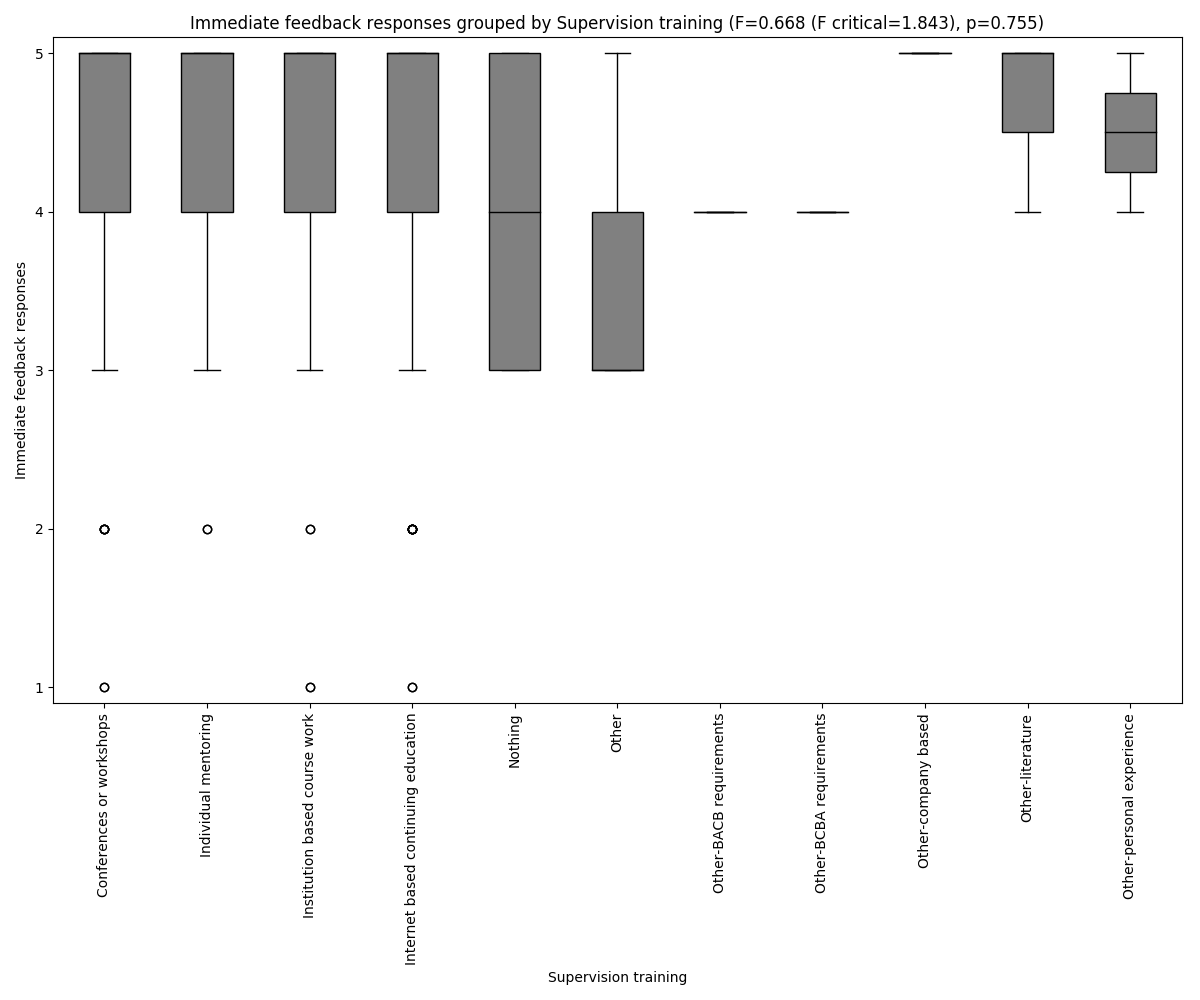 Immediate feedback responses grouped by Supervision training (F=0.668 (F critical=1.843), p=0.755)
5
4
3
2
1
Immediate feedback responses
Conferences or workshops
Individual mentoring
Institution based course work
Internet based continuing education
Nothing
Other
Other-BACB requirements
Other-BCBA requirements
Other-company based
Other-literature
Other-personal experience
Supervision training